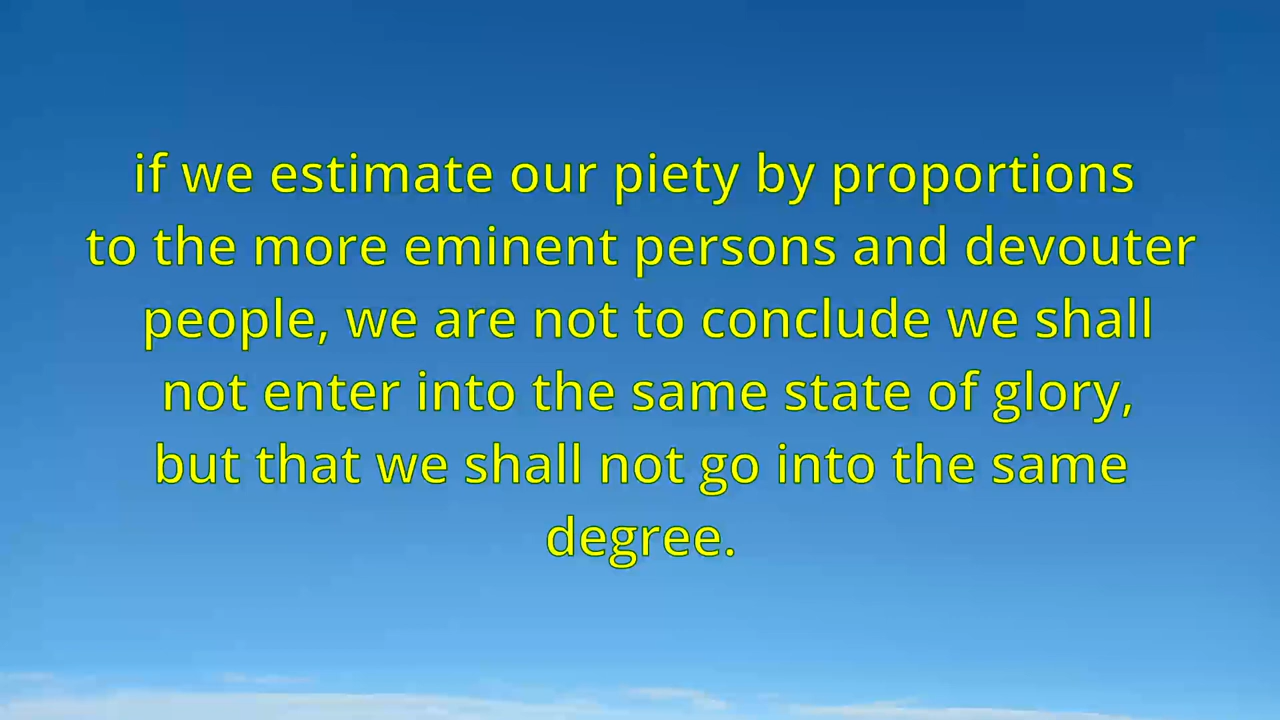 if we estimate our piety by proportions
to the more eminent persons and devouter
people, we are not to conclude we shall
not enter into the same state of glory,
but that we shall not go into the same
degree.